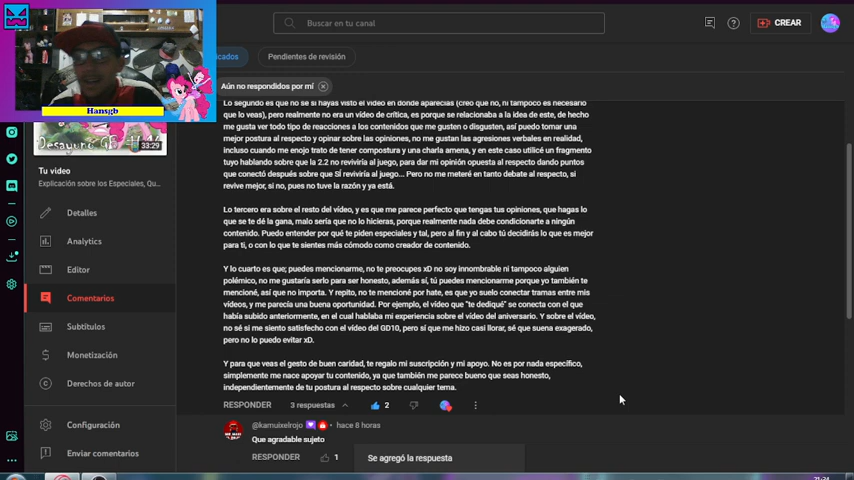 Buscar en tu canal
CREAR
cados
Pendientes de revisión
Aún no respondidos por mí
Hansgb
33:29
Tu video
Explicación sobre los Especiales, Qu
Detalles
Analytics
Editor
Comentarios
Subtítulos
Monetización
Derechos de autor
Configuración
Enviar comentarios
Lo segundo es que no sé si hayas visto el vídeo en donde aparecías (creo que no, ni tampoco es necesario
que lo veas), pero realmente no era un vídeo de crítica, es porque se relacionaba a la idea de este, de hecho
me gusta ver todo tipo de reacciones a los contenidos que me gusten o disgusten, así puedo tomar una
mejor postura al respecto y opinar sobre las opiniones, no me gustan las agresiones verbales en realidad,
incluso cuando me enojo trato de tener compostura y una charla amena, y en este caso utilicé un fragmento
tuyo hablando sobre que la 2.2 no reviviría al juego, para dar mi opinión opuesta al respecto dando puntos
que conectó después sobre que SÍ reviviría al juego... Pero no me meteré en tanto debate al respecto, si
revive mejor, si no, pues no tuve la razón y ya está.
Lo tercero era sobre el resto del vídeo, y es que me parece perfecto que tengas tus opiniones, que hagas lo
que se te dé la gana, malo sería que no lo hicieras, porque realmente nada debe condicionarte a ningún
contenido. Puedo entender por qué te piden especiales y tal, pero al fin y al cabo tú decidirás lo que es mejor
para ti, o con lo que te sientes más cómodo como creador de contenido.
Y lo cuarto es que; puedes mencionarme, no te preocupes xD no soy innombrable ni tampoco alguien
polémico, no me gustaría serlo para ser honesto, además sí, tú puedes mencionarme porque yo también te
mencioné, así que no importa. Y repito, no te mencioné por hate, es que yo suelo conectar tramas entre mis
vídeos, y me parecía una buena oportunidad. Por ejemplo, el vídeo que "te dediqué" se conecta con el que
había subido anteriormente, en el cual hablaba mi experiencia sobre el vídeo del aniversario. Y sobre el vídeo,
no sé si me siento satisfecho con el vídeo del GD10, pero sí que me hizo casi llorar, sé que suena exagerado,
pero no lo puedo evitar xD.
Y para que veas el gesto de buen caridad, te regalo mi suscripción y mi apoyo. No es por nada específico,
simplemente me nace apoyar tu contenido, ya que también me parece bueno que seas honesto,
independientemente de tu postura al respecto sobre cualquier tema.
RESPONDER 3 respuestas 2
@kamuixelrojo • hace 8 horas
Que agradable sujeto
RESPONDER 1
Se agregó la respuesta